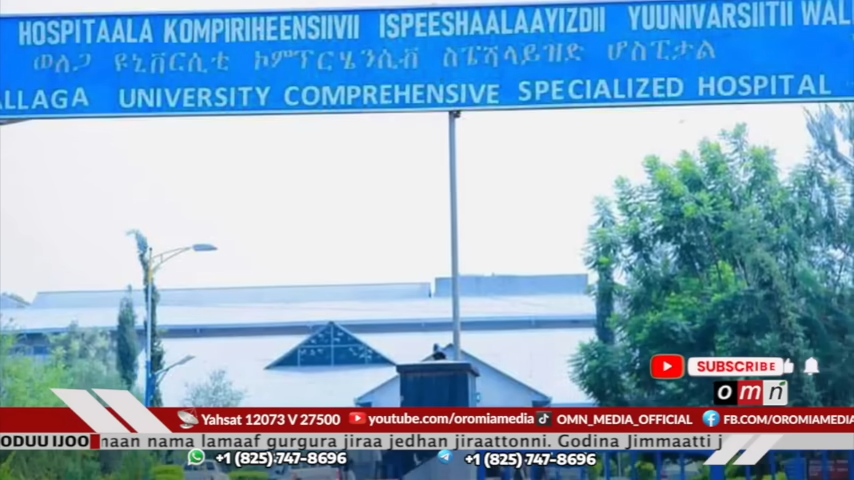 HOSPITAALA KOMPIRIHEENSIIVII ISPEESHAALAAYIZDII YUUNIVARSIITII WAL
ወለጋ ዩኒቨርሲቲ ኮምፕርሄንሲቭ ስፔሻላይዝድ ሆስፒታል
ALLAGA UNIVERSITY COMPREHENSIVE SPECIALIZED HOSPITAL
SUBSCRIBE
omn
Yahsat 12073 V 27500 youtube.com/oromiamedia OMN_MEDIA_OFFICIAL FB.COM/OROMIAMEDIA
ODUU IJOO naan nama lamaaf gurgura jiraa jedhan jiraattonni. Godina Jimmaatti
+1 (825) 747-8696 +1 (825) 747-8696